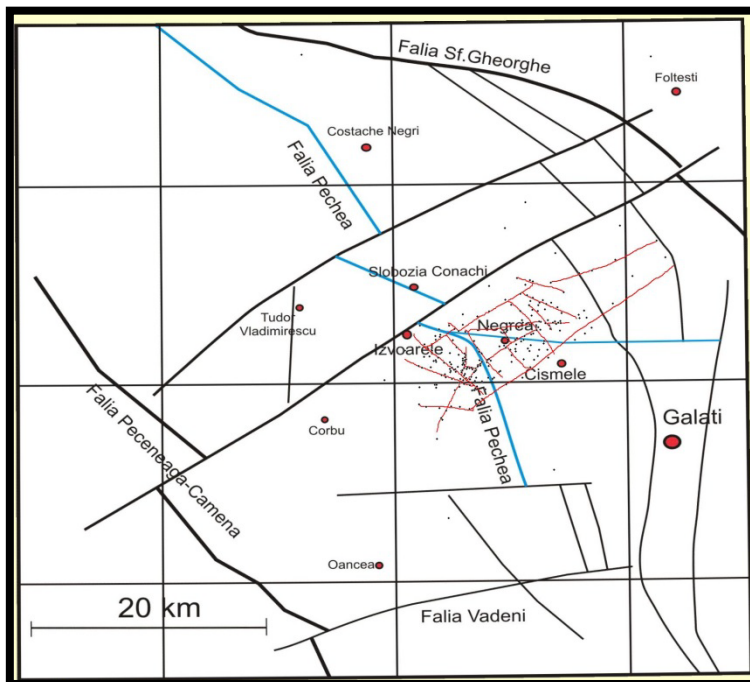 Falia Sf.Gheorghe
Foltesti
Costache Negri
Falia Pechea
Slobozia Conachi
Tudor
Vladimirescu
Negrea
Izvoarele
Cismele
Falia Pechea
Galati
Falia Peceneaga-Camena
Corbu
Oancea
20 km
Falia Vadeni